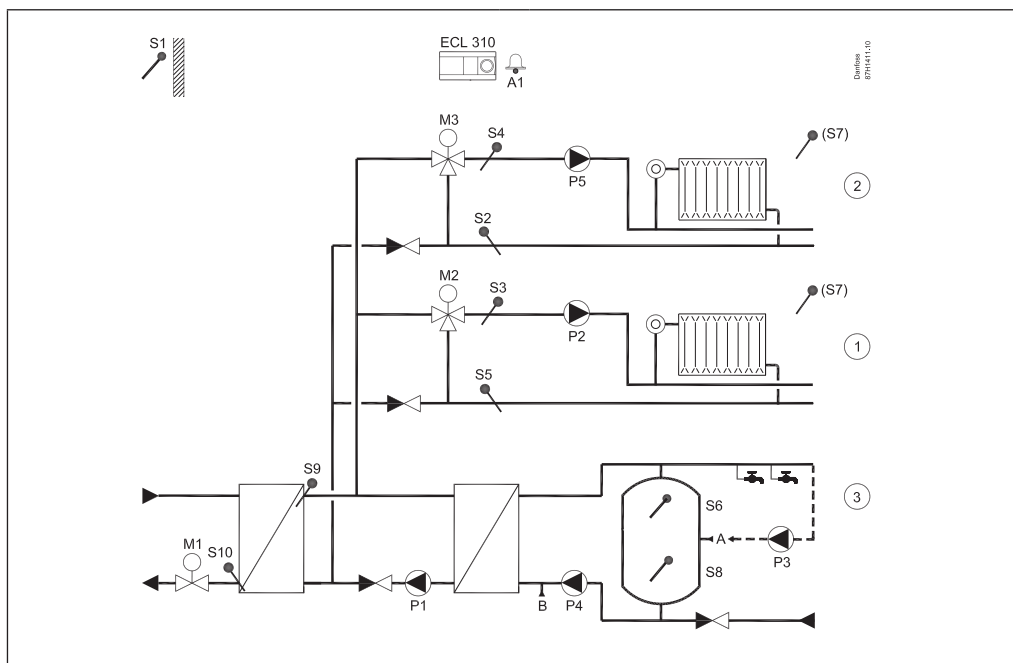 S1
ECL 310
A1
Danfoss
87H1411.10
M3
S4
P5
(S7)
2
S2
M2
S3
P2
(S7)
1
S5
S9
3
S6
A
P3
M1
S10
S8
P1
B
P4